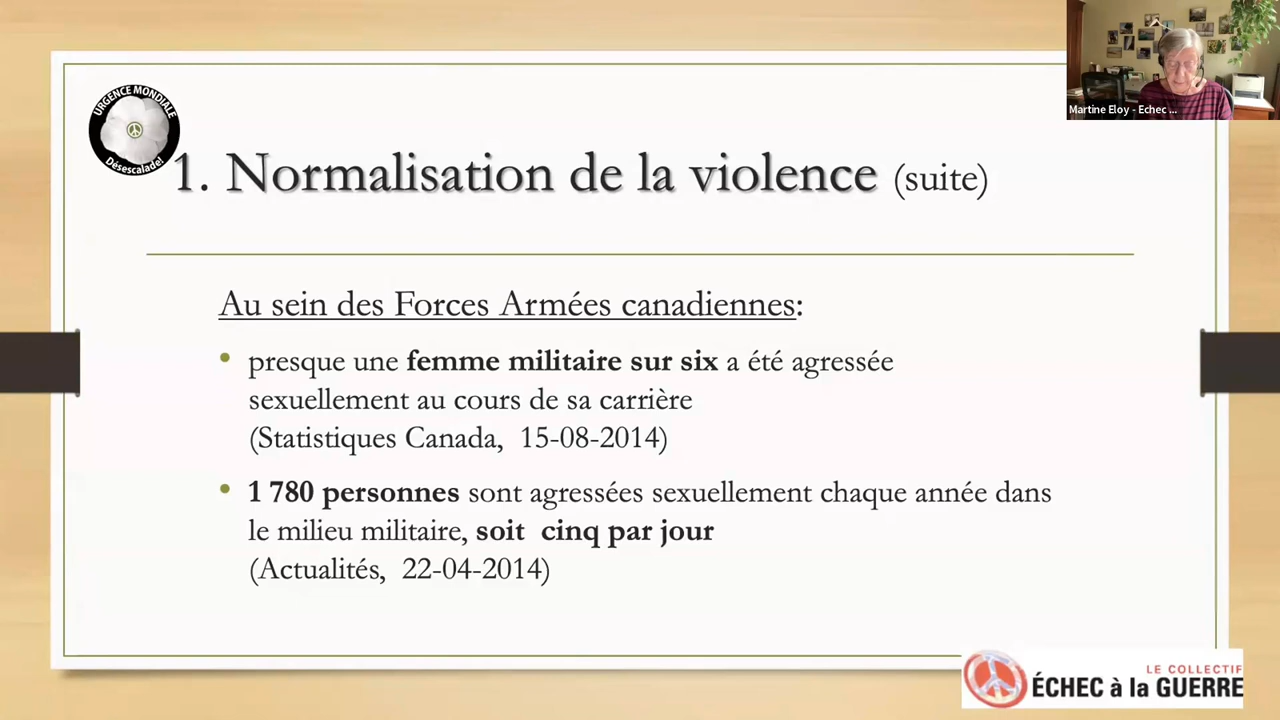 URGENCE MONDIALE
Désescalade!
Martine Eloy - Echec ...
1. Normalisation de la violence (suite)
Au sein des Forces Armées canadiennes:
• presque une femme militaire sur six a été agressée
sexuellement au cours de sa carrière
(Statistiques Canada, 15-08-2014)
• 1 780 personnes sont agressées sexuellement chaque année dans
le milieu militaire, soit cinq par jour
(Actualités, 22-04-2014)
LE COLLECTIF
ÉCHEC à la GUERRE